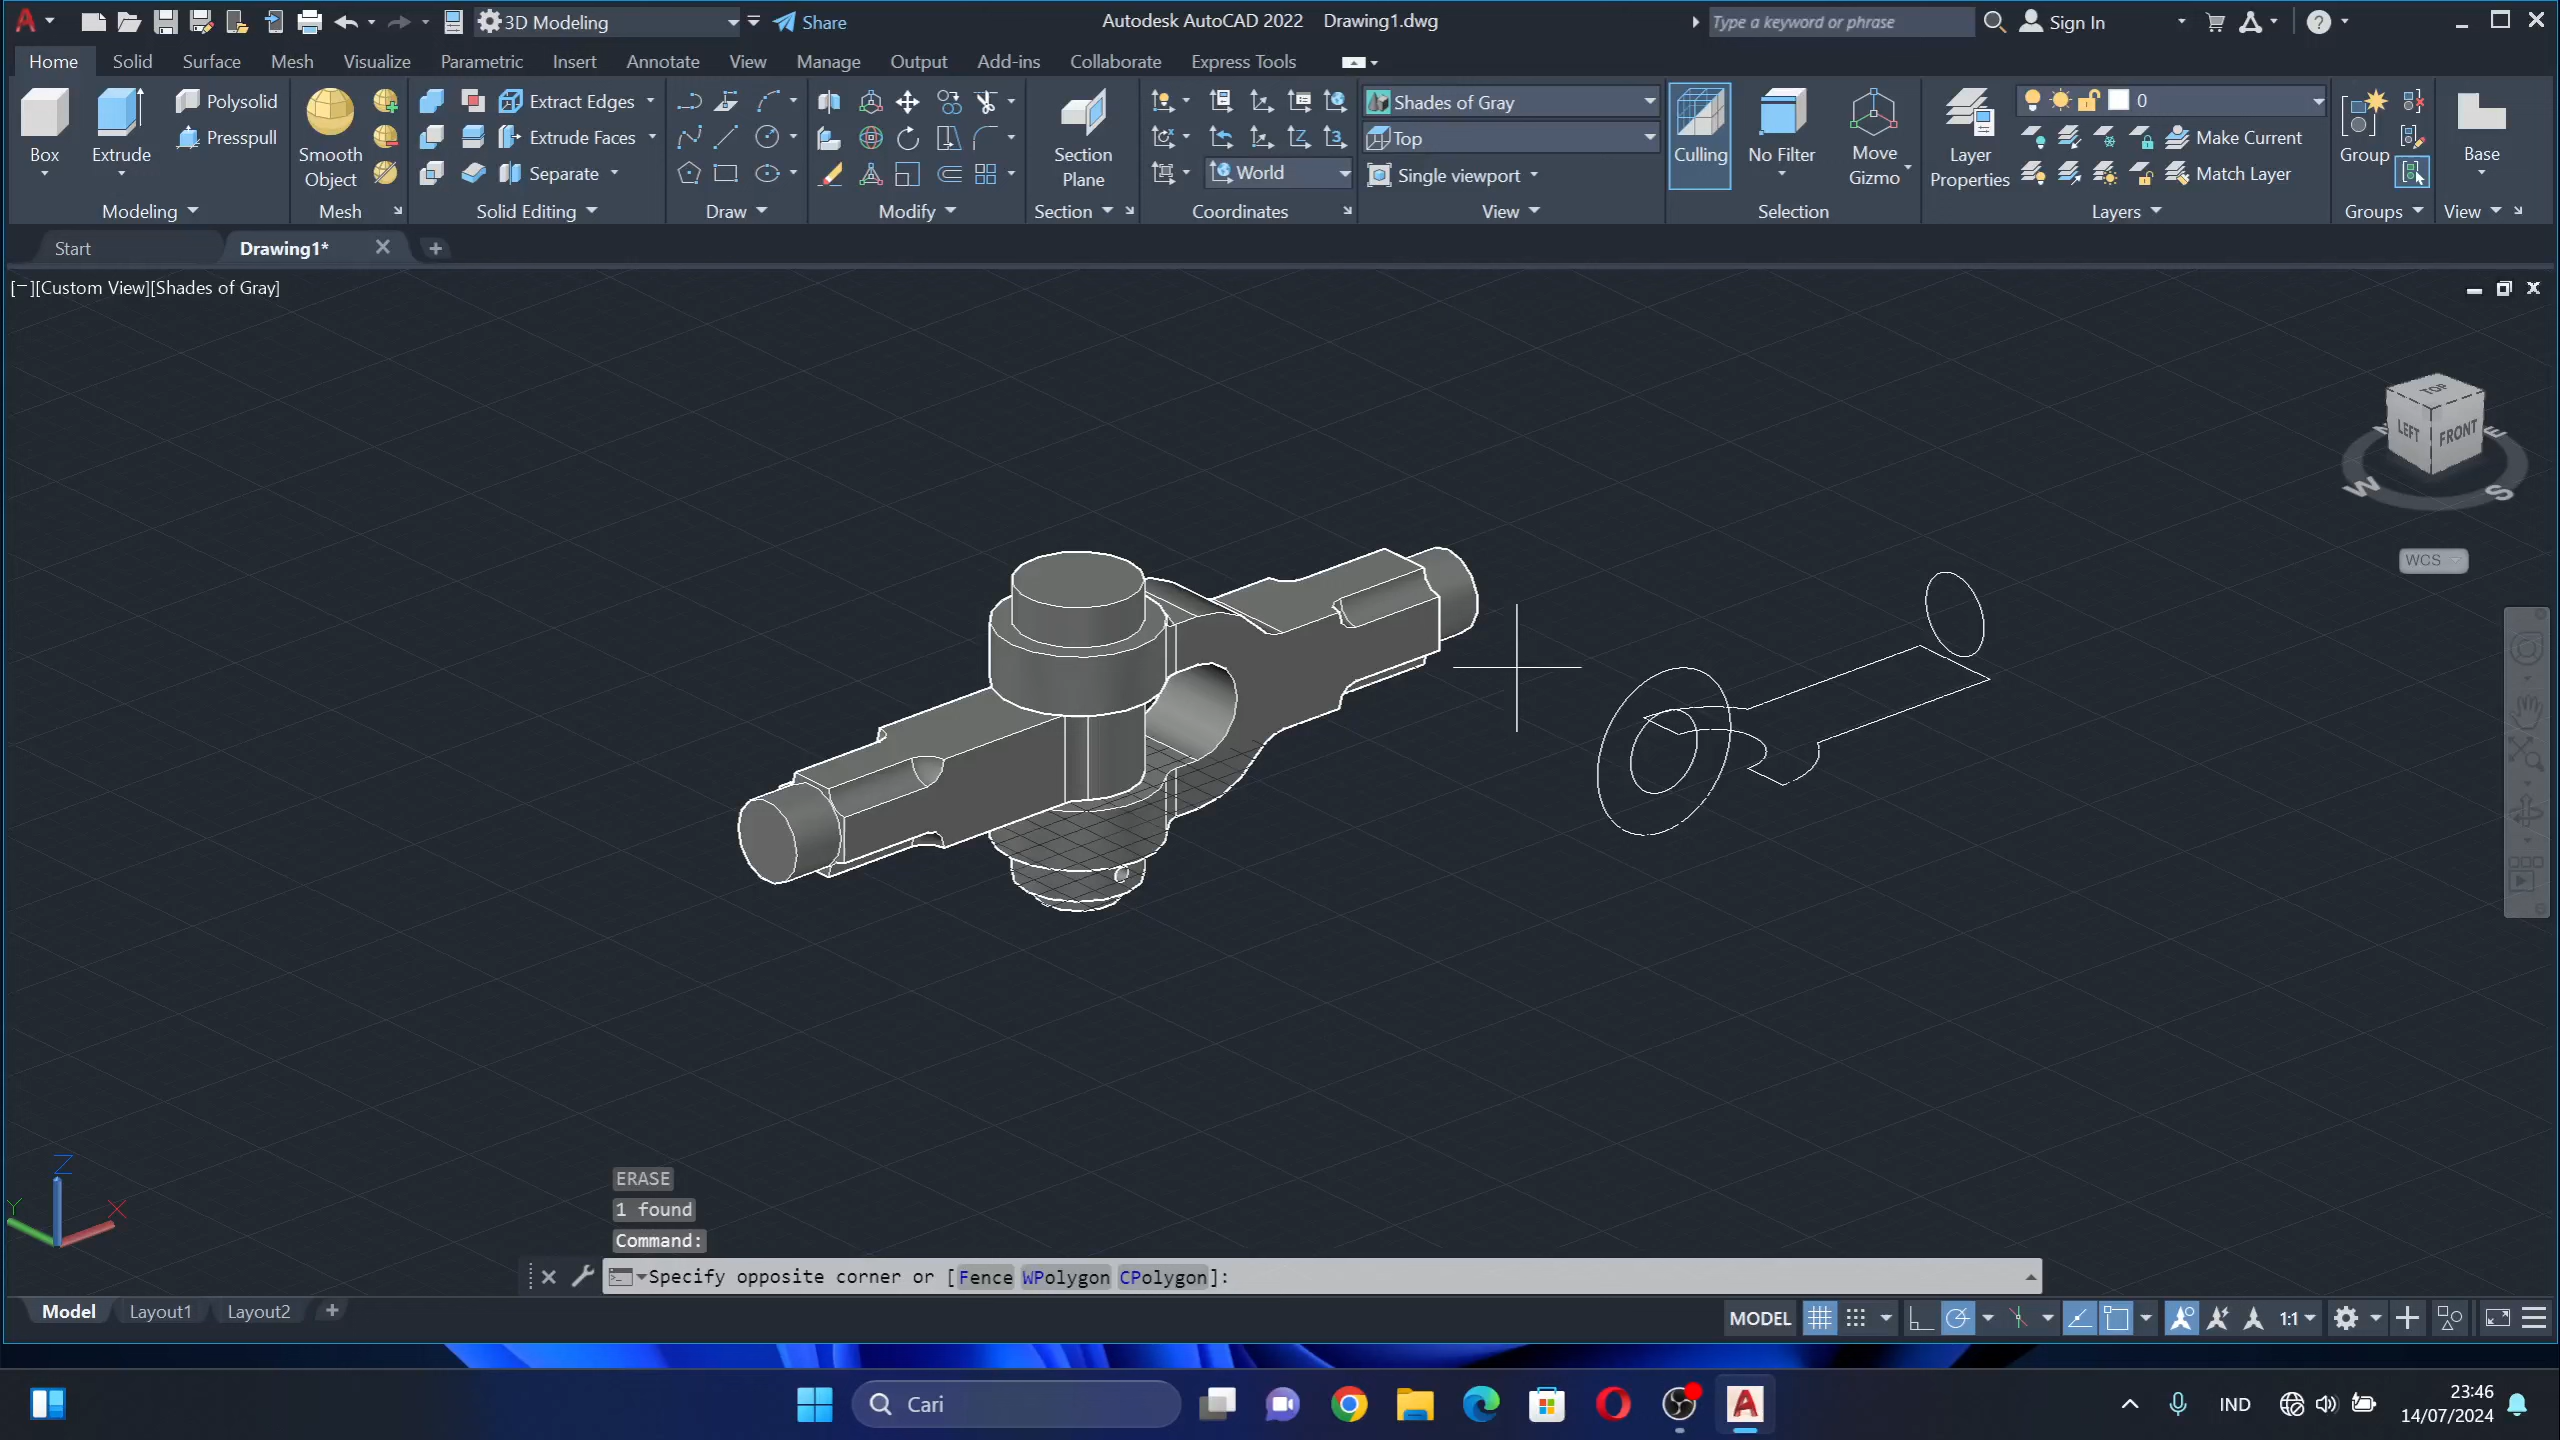 3D Modeling
Share
Autodesk AutoCAD 2022 Drawing1.dwg
Type a keyword or phrase
Sign In
Home Solid Surface Mesh Visualize Parametric Insert Annotate View Manage Output Add-ins Collaborate Express Tools
Box
Extrude
Polysolid
Presspull
Modeling
Smooth
Object
Mesh
Extract Edges
Extrude Faces
Separate
Solid Editing
Draw
Modify
Section
Plane
Section
World
Coordinates
Shades of Gray
Top
Single viewport
View
Culling
No Filter
Move
Gizmo
Selection
Layer
Properties
0
Make Current
Match Layer
Layers
Group
Groups
Base
View
Start
Drawing1*
[−][Custom View][Shades of Gray]
TOP
LEFT
FRONT
W
S
E
WCS
Z
Y
X
ERASE
1 found
Command:
Specify opposite corner or [Fence WPolygon CPolygon]:
Model Layout1 Layout2
MODEL
1:1
Cari
IND
23:46
14/07/2024